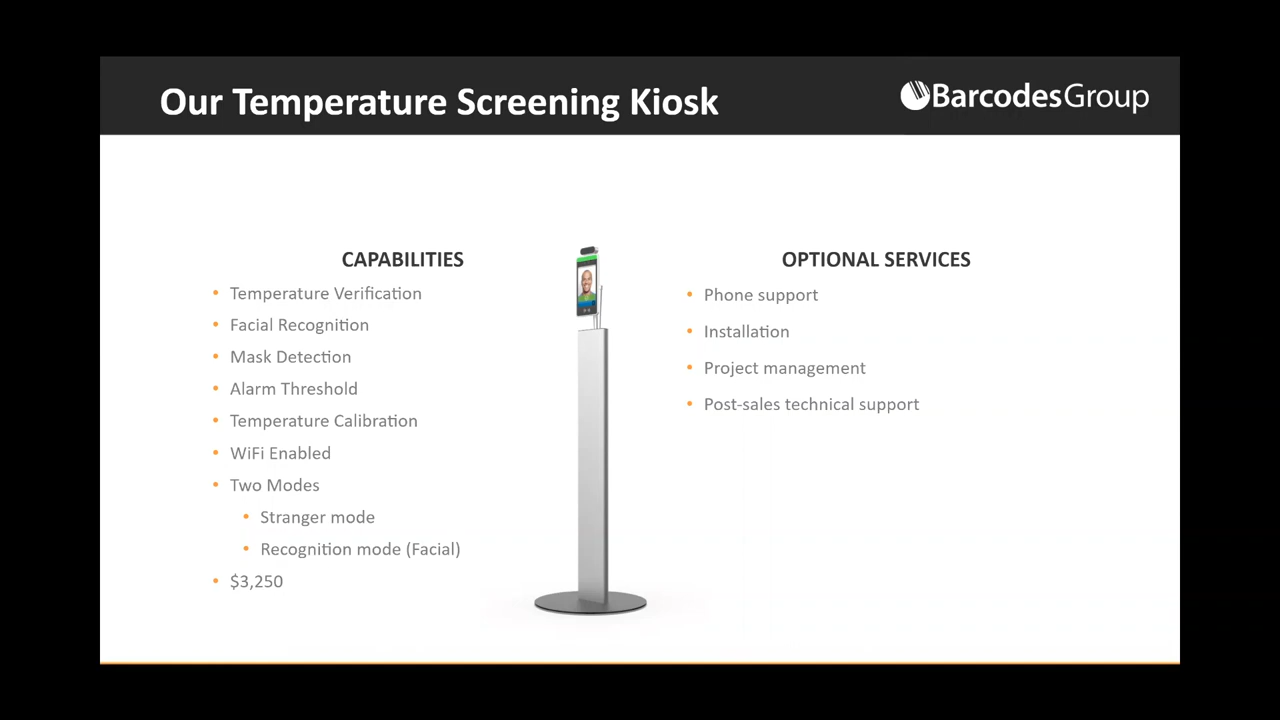 Our Temperature Screening Kiosk
BarcodesGroup
CAPABILITIES
• Temperature Verification
• Facial Recognition
• Mask Detection
• Alarm Threshold
• Temperature Calibration
• WiFi Enabled
• Two Modes
• Stranger mode
• Recognition mode (Facial)
• $3,250
OPTIONAL SERVICES
• Phone support
• Installation
• Project management
• Post-sales technical support